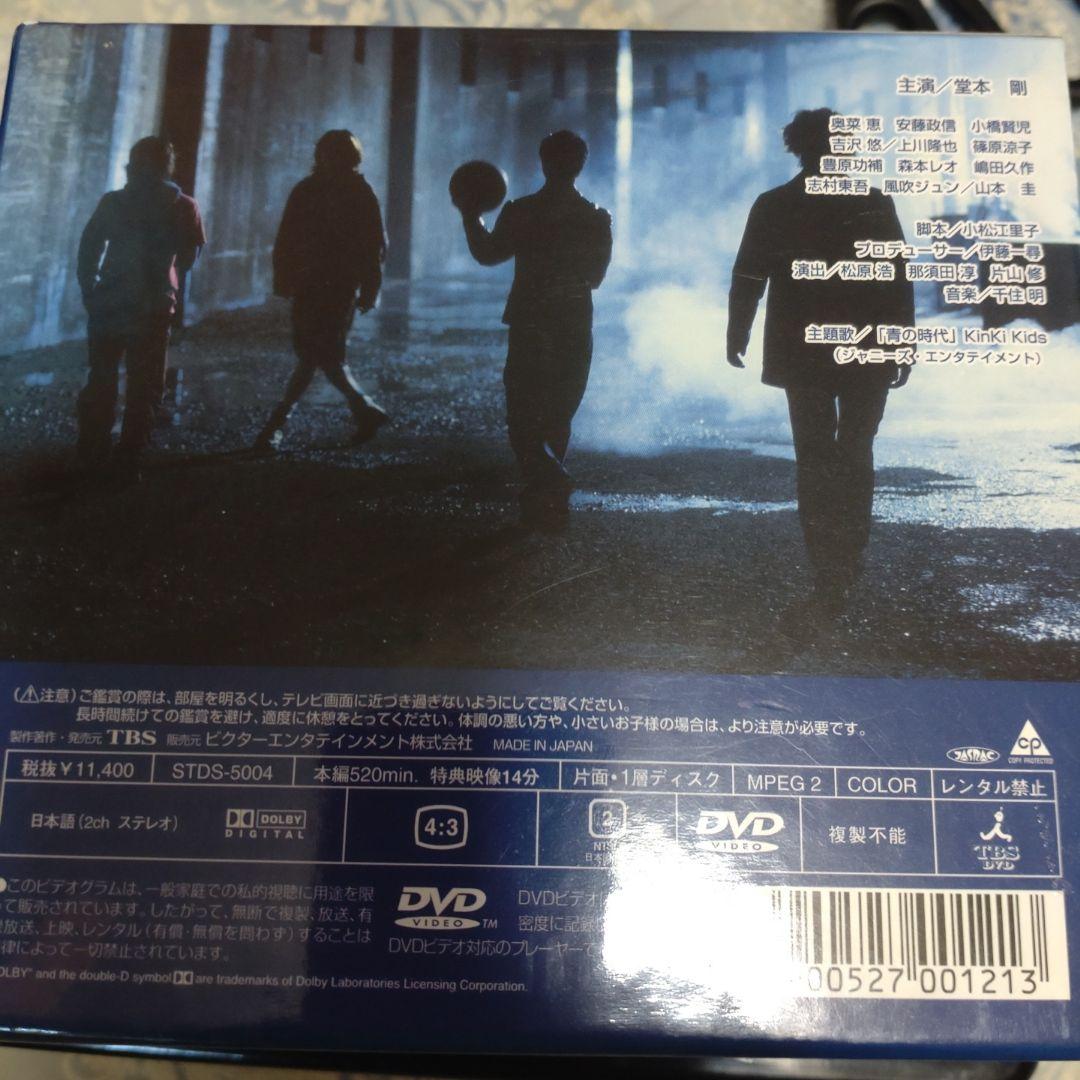 主演／堂本 剛
奥菜 恵 安藤政信 小橋賢児
吉沢 悠／上川隆也 篠原涼子
豊原功補 森本レオ 嶋田久作
志村東吾 風吹ジュン／山本 圭
脚本／小松江里子
プロデューサー／伊藤一尋
演出／松原 浩 那須田 淳 片山 修
音楽／千住 明
主題歌／「青の時代」KinKi Kids
（ジャニーズ・エンタテイメント）
（⚠注意）ご鑑賞の際は、部屋を明るくし、テレビ画面に近づき過ぎないようにしてご覧ください。
長時間続けての鑑賞を避け、適度に休憩をとってください。体調の悪い方や、小さいお子様の場合は、より注意が必要です。
製作著作・発売元 TBS 販売元 ビクターエンタテインメント株式会社 MADE IN JAPAN
JASRAC
CP COPY PROTECTED
税抜￥11,400 STDS-5004 本編520min. 特典映像14分 片面・1層ディスク MPEG 2 COLOR レンタル禁止
日本語（2ch ステレオ） DOLBY DIGITAL 4:3 2 DVD VIDEO 複製不能 TBS DVD
●このビデオグラムは、一般家庭での私的視聴に用途を限
って販売されています。したがって、無断で複製、放送、有
放送、上映、レンタル（有償・無償を問わず）することは
律によって一切禁止されています。
DVD VIDEO TM
DVDビデオ
密度に記録
DVDビデオ対応のプレーヤーで
DOLBY" and the double-D symbol are trademarks of Dolby Laboratories Licensing Corporation.
00527 001213